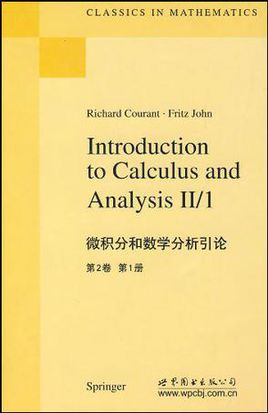 CLASSICS IN MATHEMATICS
Richard Courant · Fritz John
Introduction
to Calculus and
Analysis II/1
微积分和数学分析引论
第2卷 第1册
Springer
世界图书出版公司
www.wpcbj.com.cn